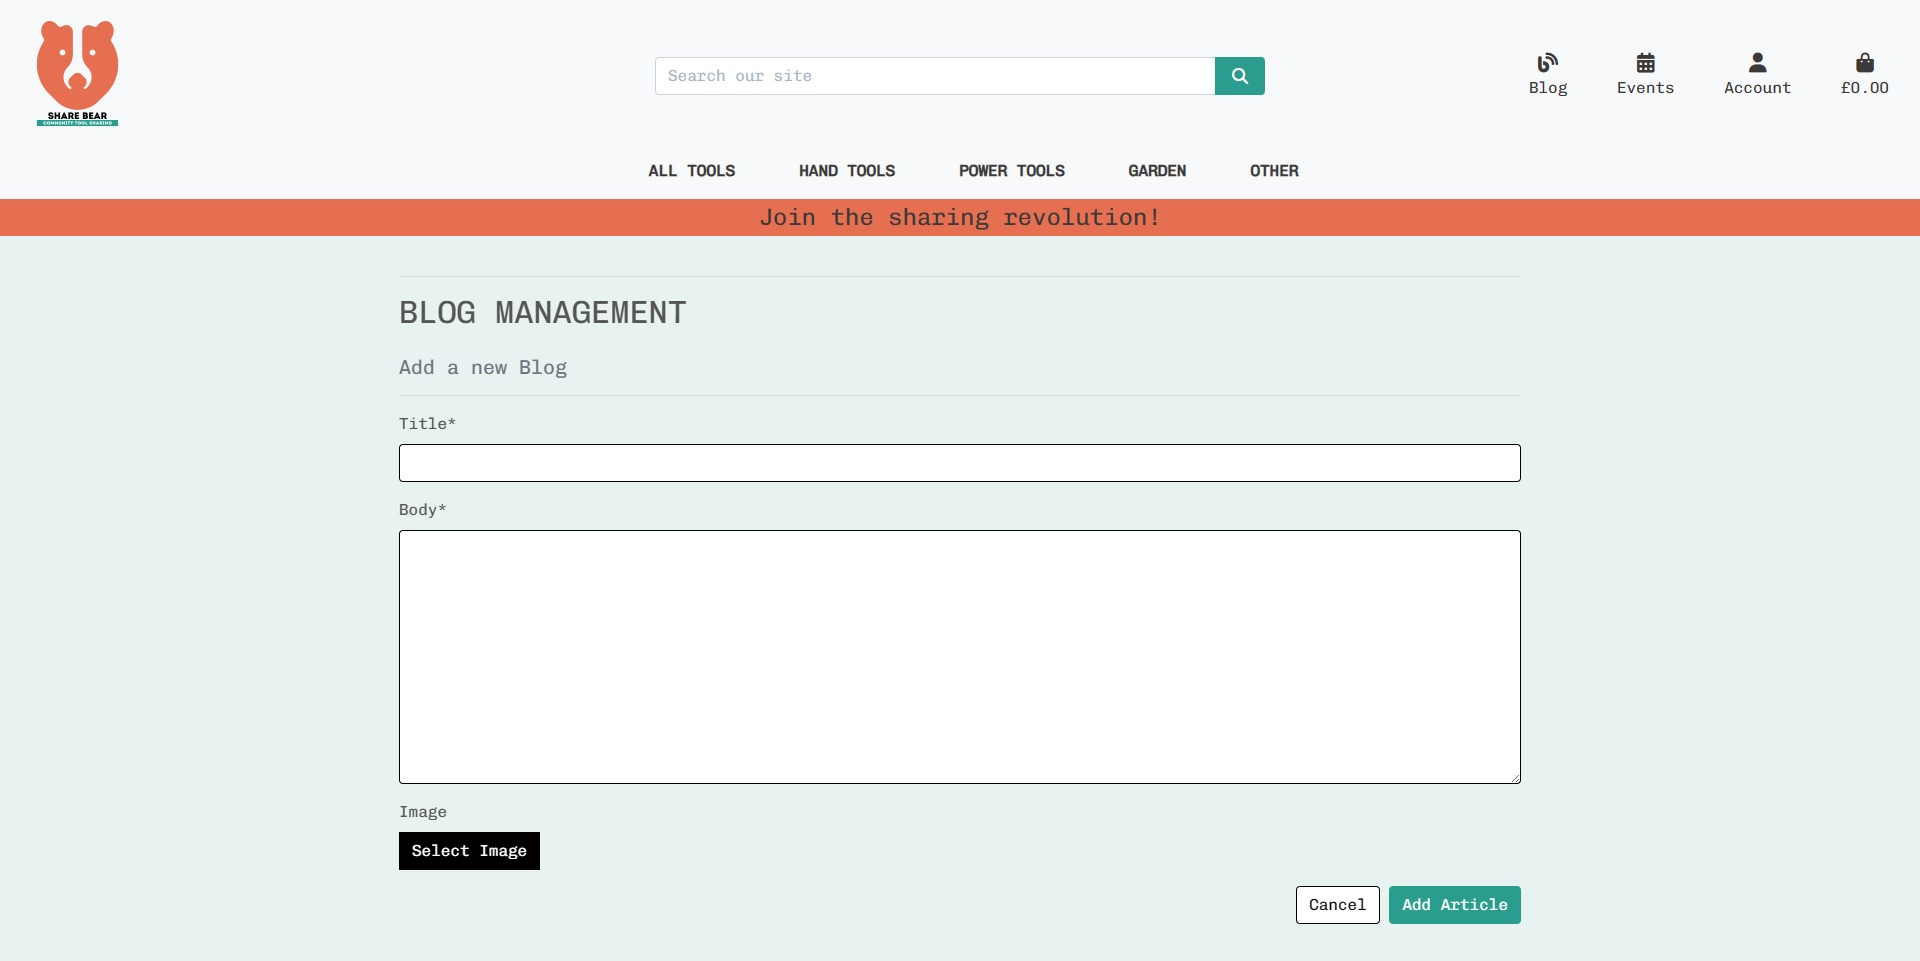 SHARE BEAR
COMMUNITY TOOL SHARING
Search our site
Blog
Events
Account
£0.00
ALL TOOLS
HAND TOOLS
POWER TOOLS
GARDEN
OTHER
Join the sharing revolution!
BLOG MANAGEMENT
Add a new Blog
Title*
Body*
Image
Select Image
Cancel
Add Article